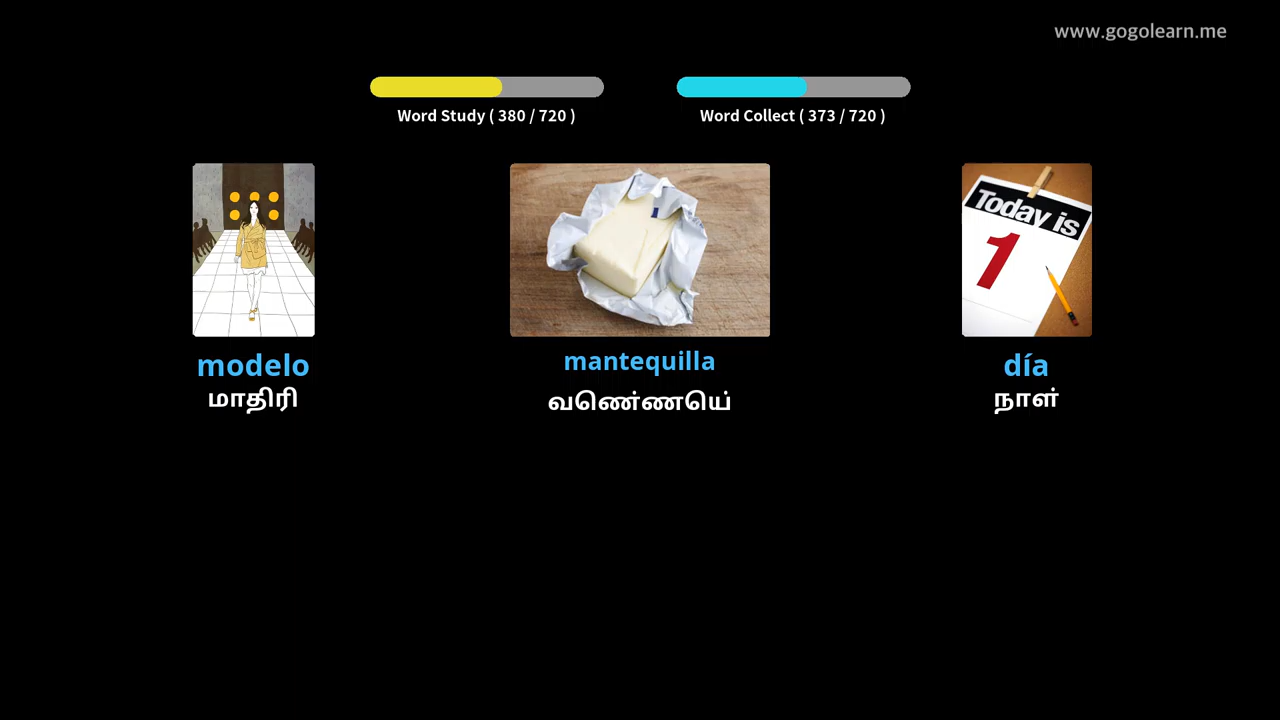 www.gogolearn.me
Word Study ( 380 / 720 )
Word Collect ( 373 / 720 )
Today is
1
modelo
மாதிரி
mantequilla
வெண்ணெய்
día
நாள்